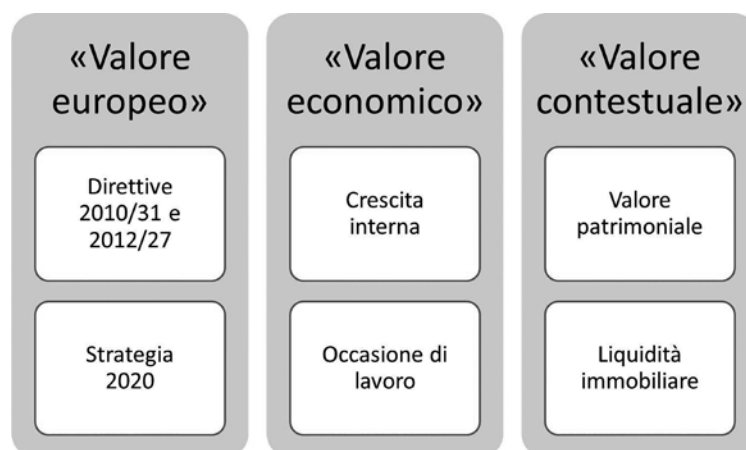 «Valore
europeo»
Direttive
2010/31 e
2012/27
Strategia
2020
«Valore
economico»
Crescita
interna
Occasione di
lavoro
«Valore
contestuale»
Valore
patrimoniale
Liquidità
immobiliare